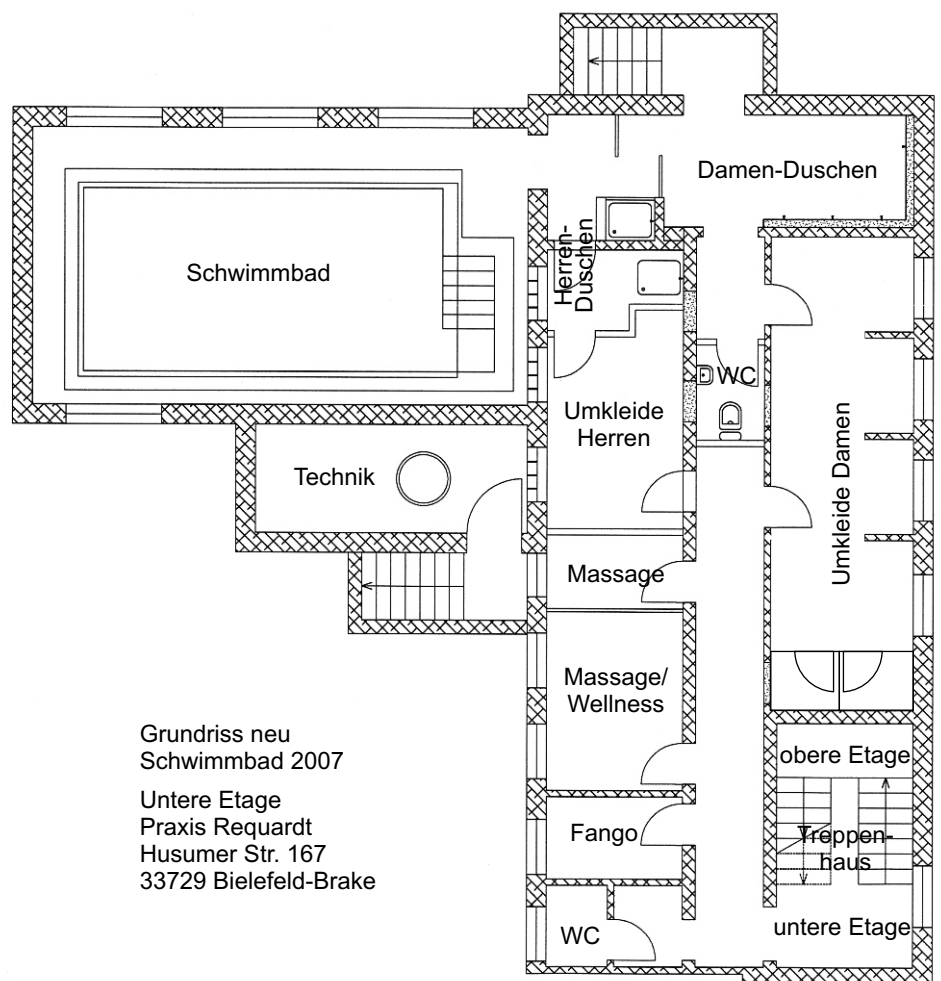 Damen-Duschen
Schwimmbad
Herren-
Duschen
WC
Umkleide
Herren
Umkleide Damen
Technik
Massage
Massage/
Wellness
Grundriss neu
Schwimmbad 2007
Untere Etage
Praxis Requardt
Husumer Str. 167
33729 Bielefeld-Brake
obere Etage
Fango
Treppen-
haus
WC
untere Etage